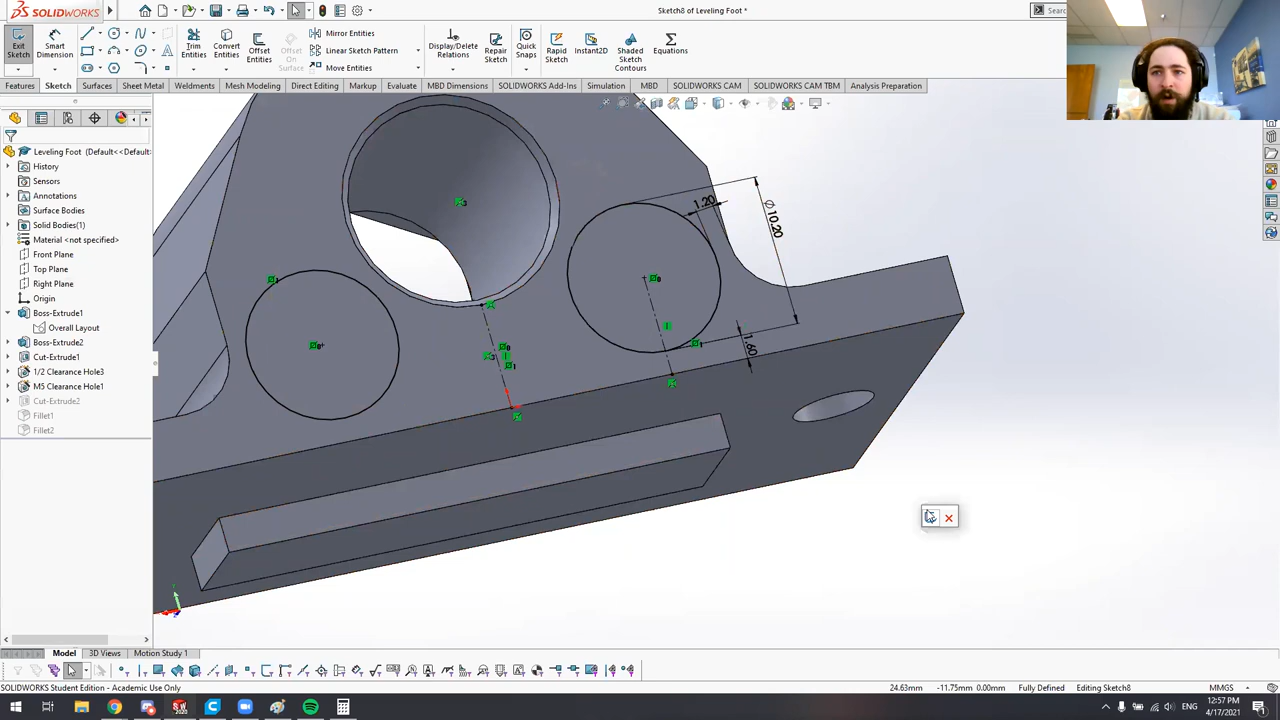 SOLIDWORKS
Sketch8 of Leveling Foot *
Sear
Exit Sketch
Smart Dimension
Trim Entities
Convert Entities
Offset Entities
Offset On Surface
Mirror Entities
Linear Sketch Pattern
Move Entities
Display/Delete Relations
Repair Sketch
Quick Snaps
Rapid Sketch
Instant2D
Shaded Sketch Contours
Equations
Features
Sketch
Surfaces
Sheet Metal
Weldments
Mesh Modeling
Direct Editing
Markup
Evaluate
MBD Dimensions
SOLIDWORKS Add-Ins
Simulation
MBD
SOLIDWORKS CAM
SOLIDWORKS CAM TBM
Analysis Preparation
Leveling Foot (Default<<Default
History
Sensors
Annotations
Surface Bodies
Solid Bodies(1)
Material <not specified>
Front Plane
Top Plane
Right Plane
Origin
Boss-Extrude1
Overall Layout
Boss-Extrude2
Cut-Extrude1
1/2 Clearance Hole3
M5 Clearance Hole1
Cut-Extrude2
Fillet1
Fillet2
1.20
Ø10.20
1.60
Model
3D Views
Motion Study 1
SOLIDWORKS Student Edition - Academic Use Only
24.63mm
-11.75mm
0.00mm
Fully Defined
Editing Sketch8
MMGS
ENG
12:57 PM
4/17/2021